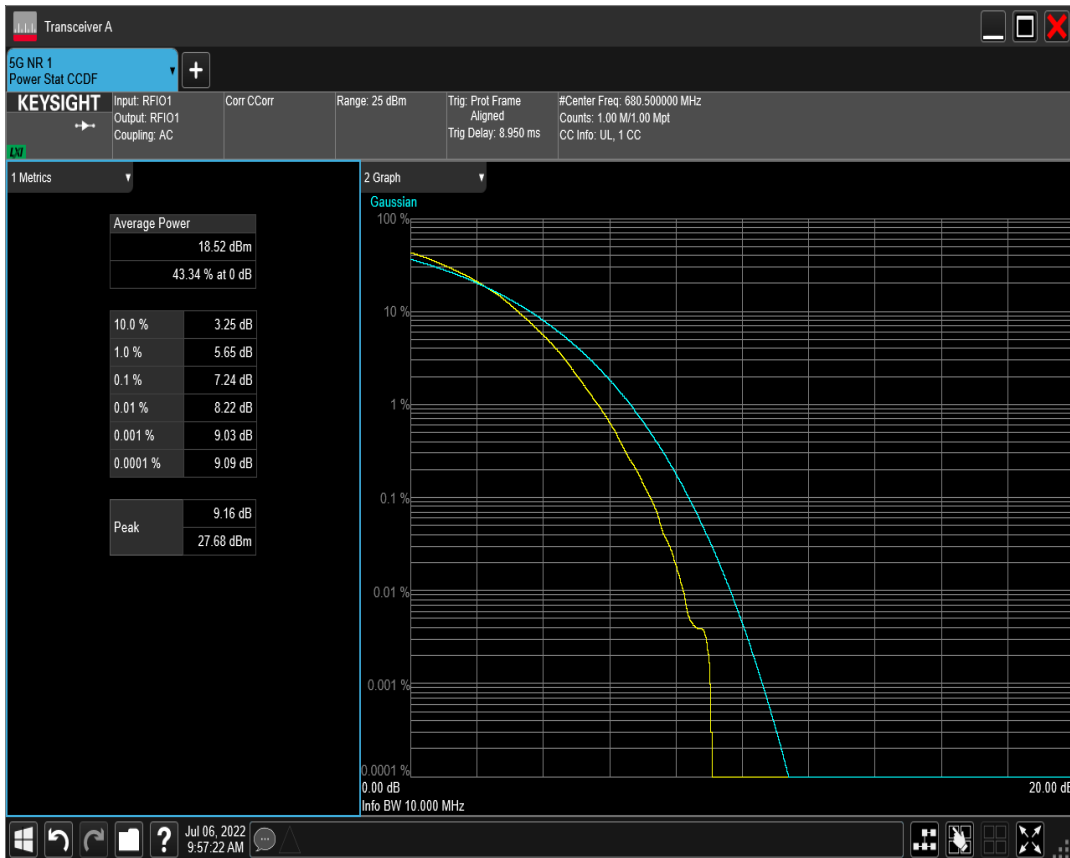 Transceiver A
5G NR 1
Power Stat CCDF
KEYSIGHT
LXI
Input: RFIO1
Output: RFIO1
Coupling: AC
Corr CCorr
Range: 25 dBm
Trig: Prot Frame
Aligned
Trig Delay: 8.950 ms
#Center Freq: 680.500000 MHz
Counts: 1.00 M/1.00 Mpt
CC Info: UL, 1 CC
1 Metrics
Average Power
18.52 dBm
43.34 % at 0 dB
10.0 % 3.25 dB
1.0 % 5.65 dB
0.1 % 7.24 dB
0.01 % 8.22 dB
0.001 % 9.03 dB
0.0001 % 9.09 dB
Peak
9.16 dB
27.68 dBm
2 Graph
Gaussian
100 %
10 %
1 %
0.1 %
0.01 %
0.001 %
0.0001 %
0.00 dB
20.00 dB
Info BW 10.000 MHz
Jul 06, 2022
9:57:22 AM